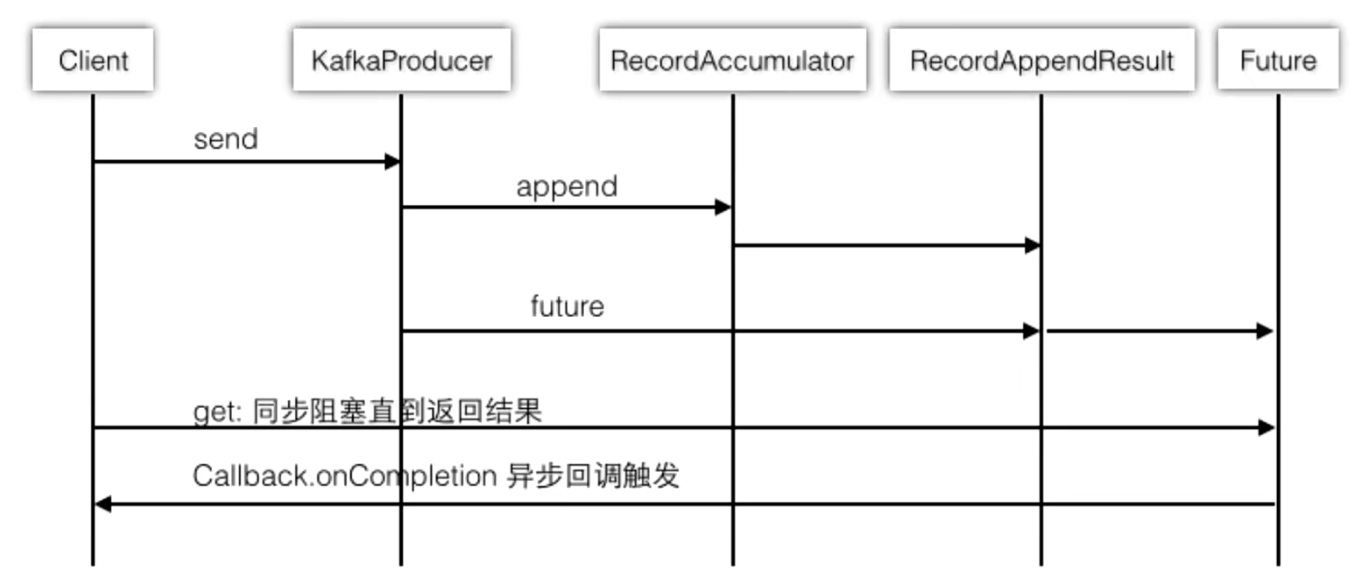 Client KafkaProducer RecordAccumulator RecordAppendResult Future
send
append
future
get: 同步阻塞直到返回结果
Callback.onCompletion 异步回调触发